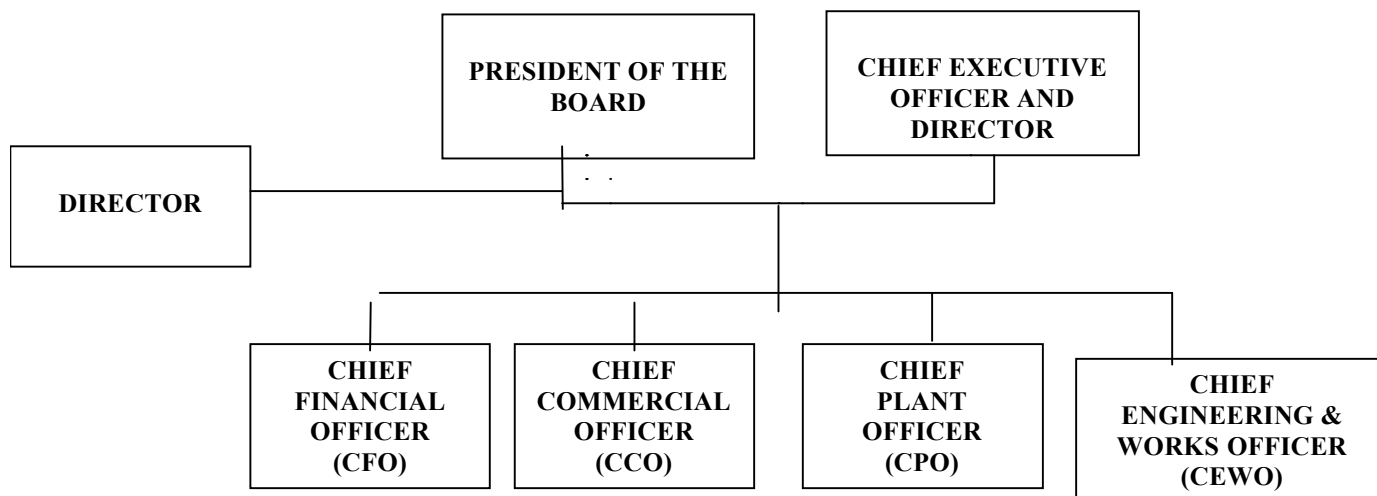 PRESIDENT OF THE
BOARD
CHIEF EXECUTIVE
OFFICER AND
DIRECTOR
DIRECTOR
CHIEF
FINANCIAL
OFFICER
(CFO)
CHIEF
COMMERCIAL
OFFICER
(CCO)
CHIEF
PLANT
OFFICER
(CPO)
CHIEF
ENGINEERING &
WORKS OFFICER
(CEWO)